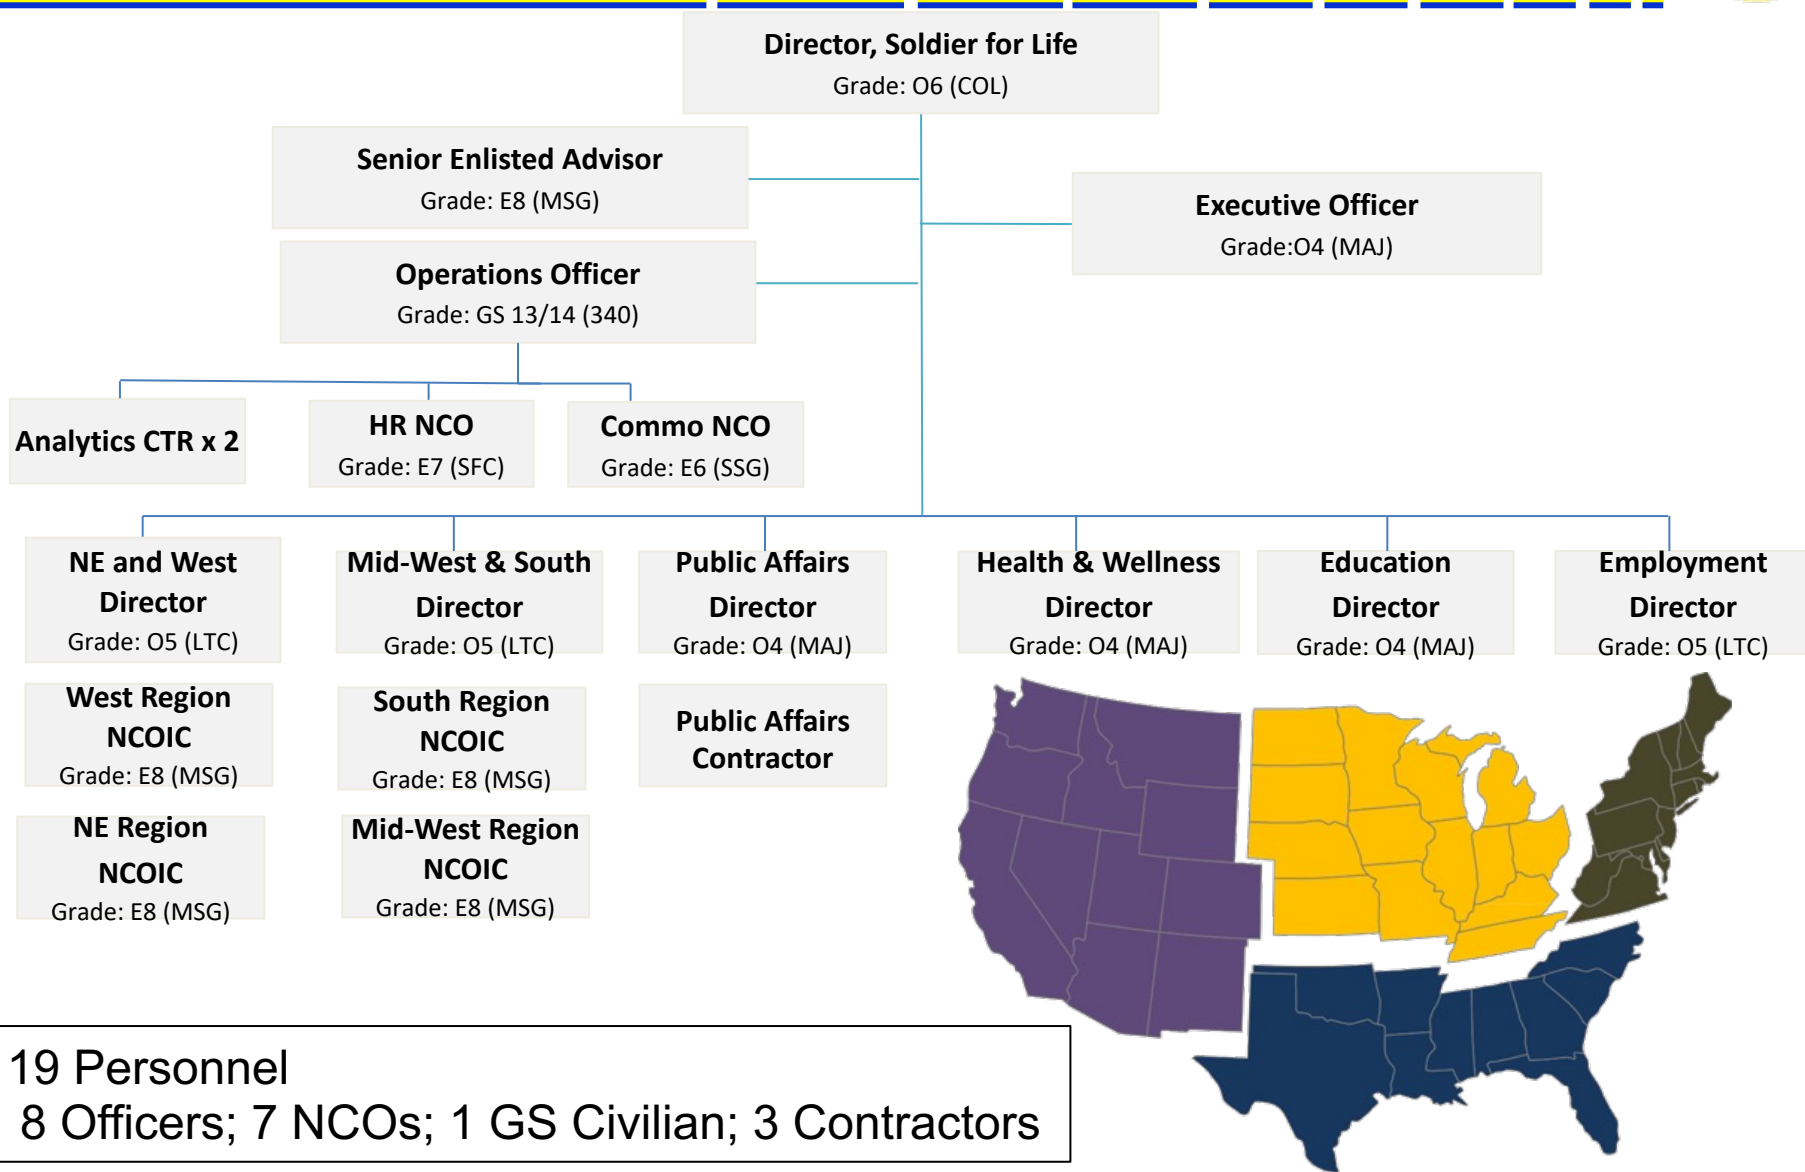 Director, Soldier for Life
Grade: O6 (COL)
Senior Enlisted Advisor
Grade: E8 (MSG)
Executive Officer
Grade:O4 (MAJ)
Operations Officer
Grade: GS 13/14 (340)
Analytics CTR x 2
HR NCO
Grade: E7 (SFC)
Commo NCO
Grade: E6 (SSG)
NE and West
Director
Grade: O5 (LTC)
Mid-West & South
Director
Grade: O5 (LTC)
Public Affairs
Director
Grade: O4 (MAJ)
Health & Wellness
Director
Grade: O4 (MAJ)
Education
Director
Grade: O4 (MAJ)
Employment
Director
Grade: O5 (LTC)
West Region
NCOIC
Grade: E8 (MSG)
South Region
NCOIC
Grade: E8 (MSG)
Public Affairs
Contractor
NE Region
NCOIC
Grade: E8 (MSG)
Mid-West Region
NCOIC
Grade: E8 (MSG)
19 Personnel
8 Officers; 7 NCOs; 1 GS Civilian; 3 Contractors